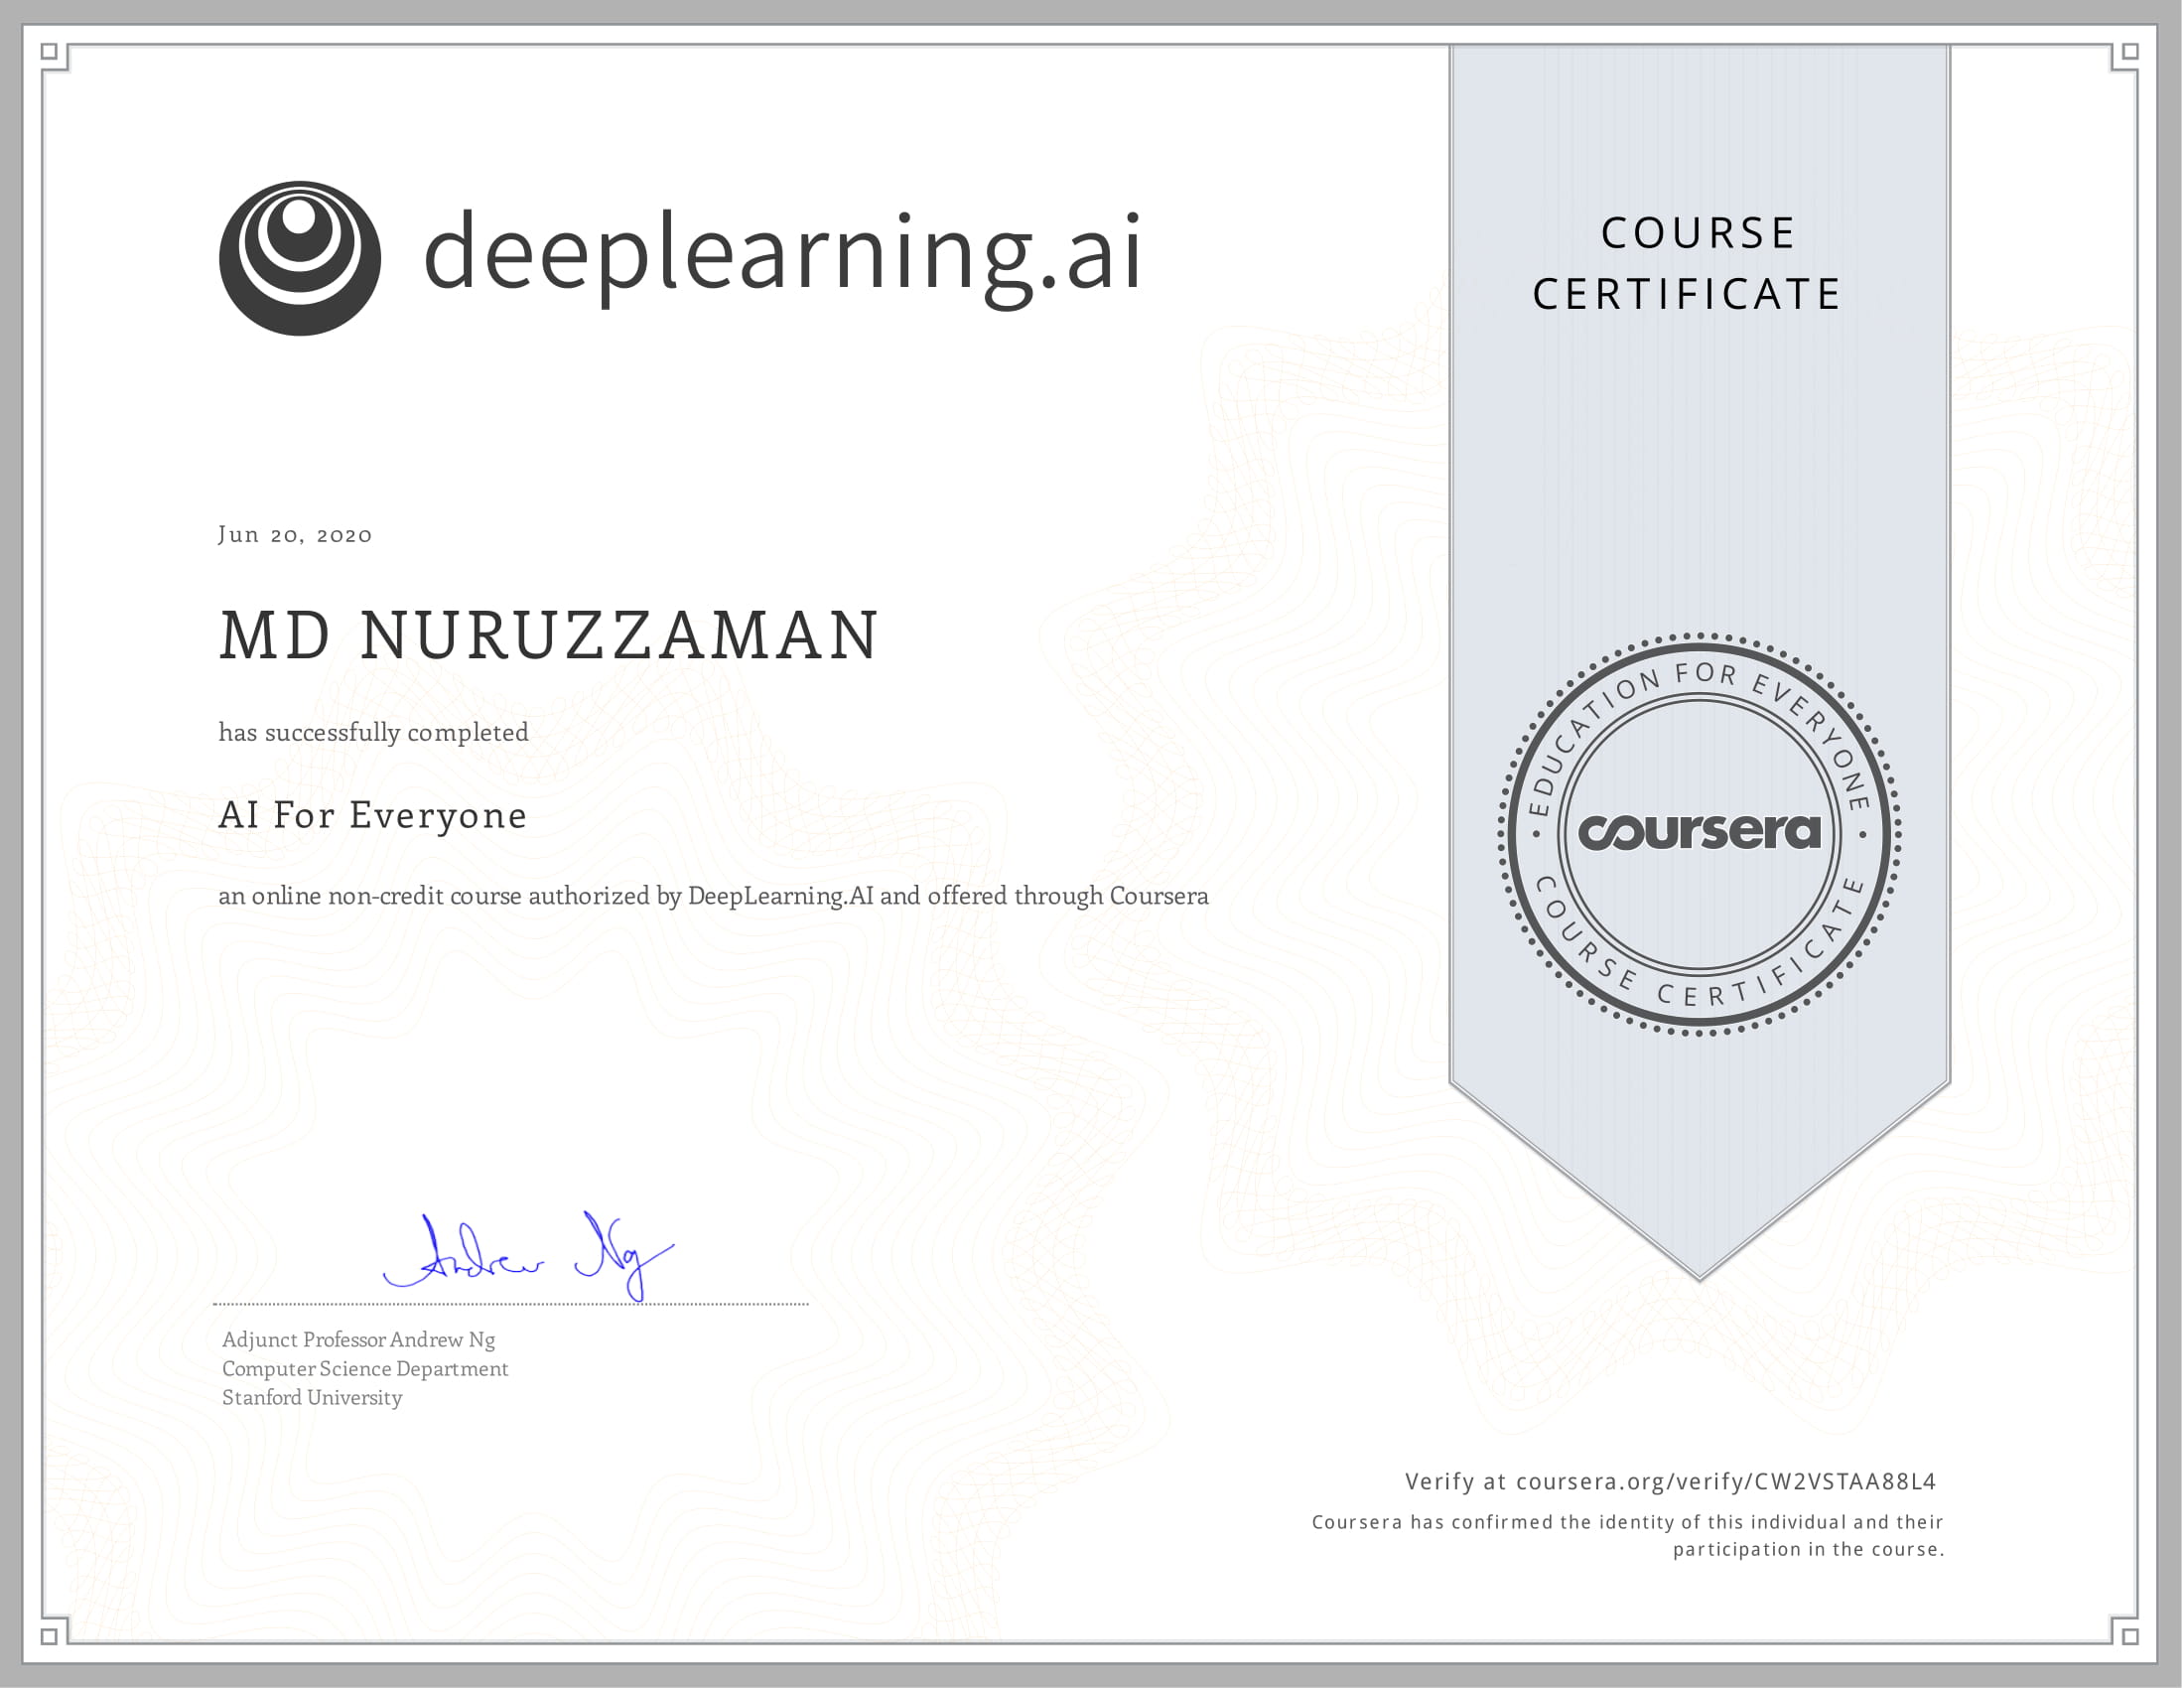 deeplearning.ai
COURSE
CERTIFICATE
Jun 20, 2020
MD NURUZZAMAN
has successfully completed
AI For Everyone
an online non-credit course authorized by DeepLearning.AI and offered through Coursera
EDUCATION FOR EVERYONE
coursera
COURSE CERTIFICATE
Andrew Ng
Adjunct Professor Andrew Ng
Computer Science Department
Stanford University
Verify at coursera.org/verify/CW2VSTAA88L4
Coursera has confirmed the identity of this individual and their
participation in the course.